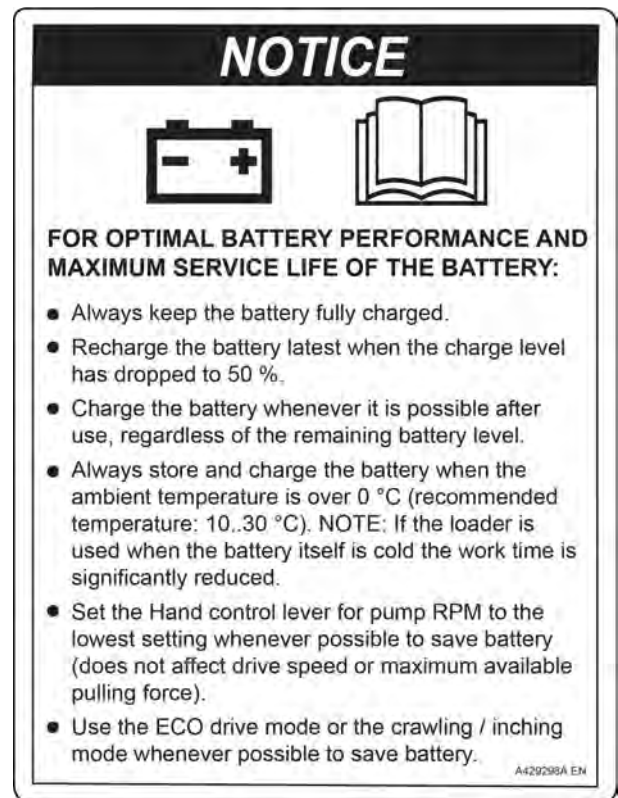 NOTICE
- +
FOR OPTIMAL BATTERY PERFORMANCE AND
MAXIMUM SERVICE LIFE OF THE BATTERY:
● Always keep the battery fully charged.
● Recharge the battery latest when the charge level
has dropped to 50 %.
● Charge the battery whenever it is possible after
use, regardless of the remaining battery level.
● Always store and charge the battery when the
ambient temperature is over 0 °C (recommended
temperature: 10..30 °C). NOTE: If the loader is
used when the battery itself is cold the work time is
significantly reduced.
● Set the Hand control lever for pump RPM to the
lowest setting whenever possible to save battery
(does not affect drive speed or maximum available
pulling force).
● Use the ECO drive mode or the crawling / inching
mode whenever possible to save battery.
A429298A EN